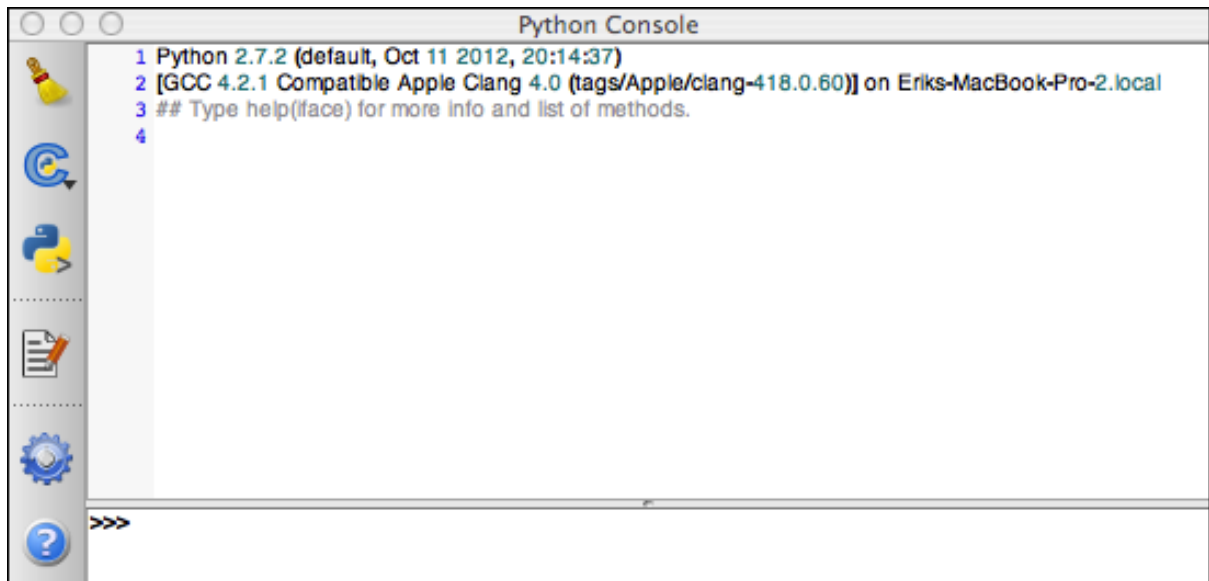 Python Console
1 Python 2.7.2 (default, Oct 11 2012, 20:14:37)
2 [GCC 4.2.1 Compatible Apple Clang 4.0 (tags/Apple/clang-418.0.60)] on Eriks-MacBook-Pro-2.local
3 ## Type help(iface) for more info and list of methods.
4
>>>